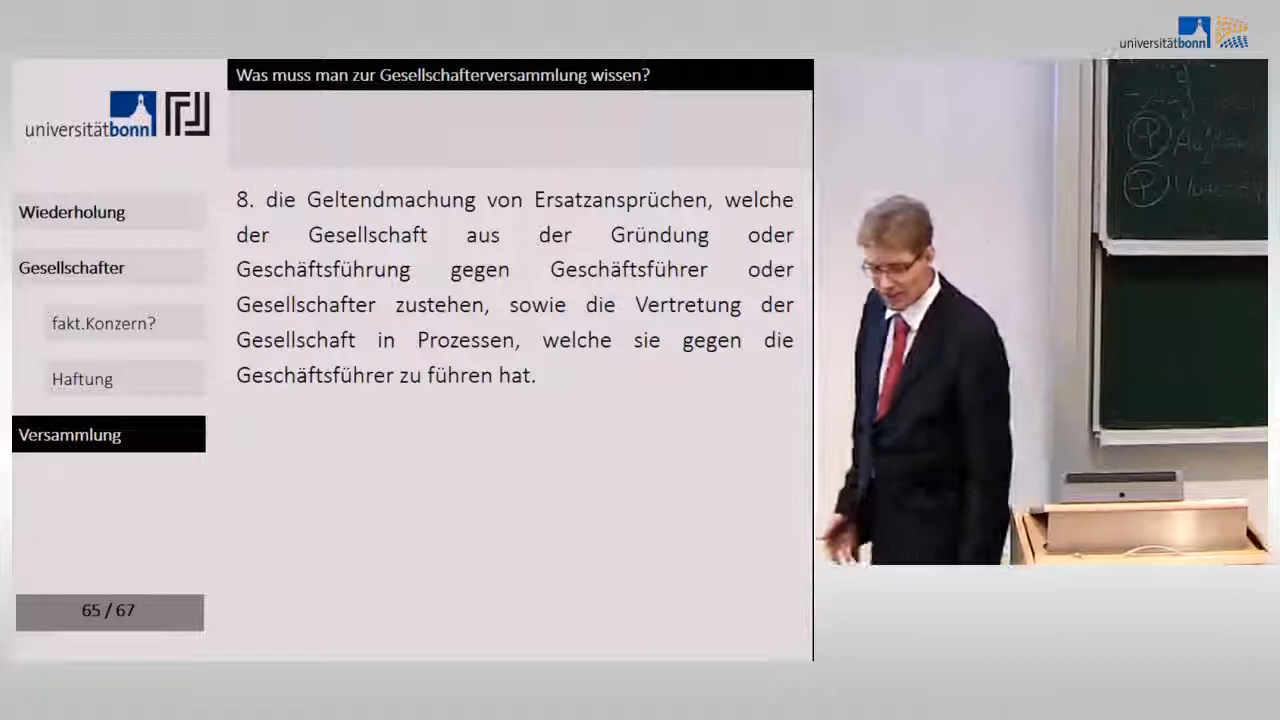 universitätbonn
Was muss man zur Gesellschafterversammlung wissen?
universitätbonn
Wiederholung
Gesellschafter
fakt.Konzern?
Haftung
Versammlung
65 / 67
8. die Geltendmachung von Ersatzansprüchen, welche
der Gesellschaft aus der Gründung oder
Geschäftsführung gegen Geschäftsführer oder
Gesellschafter zustehen, sowie die Vertretung der
Gesellschaft in Prozessen, welche sie gegen die
Geschäftsführer zu führen hat.